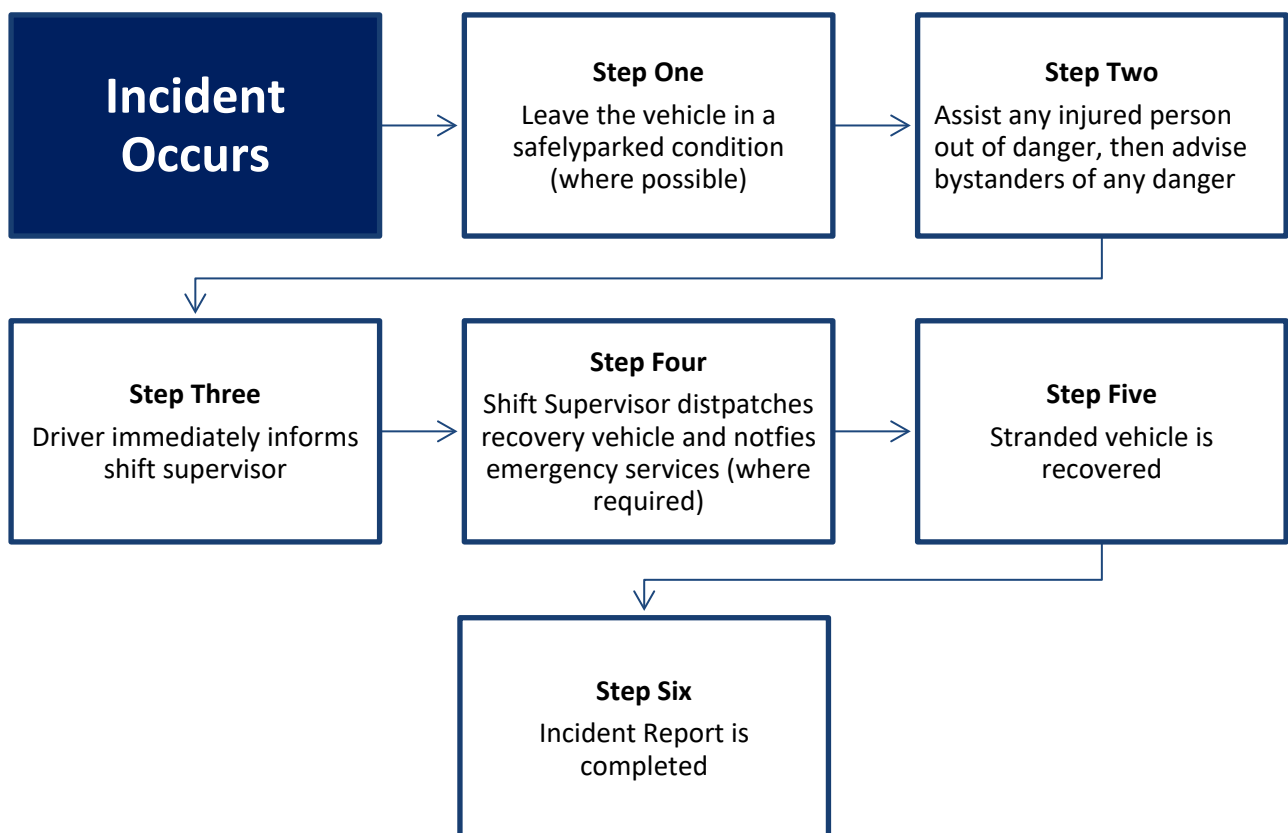 Incident
Occurs
Step One
Leave the vehicle in a
safelyparked condition
(where possible)
Step Two
Assist any injured person
out of danger, then advise
bystanders of any danger
Step Three
Driver immediately informs
shift supervisor
Step Four
Shift Supervisor distpatches
recovery vehicle and notfies
emergency services (where
required)
Step Five
Stranded vehicle is
recovered
Step Six
Incident Report is
completed